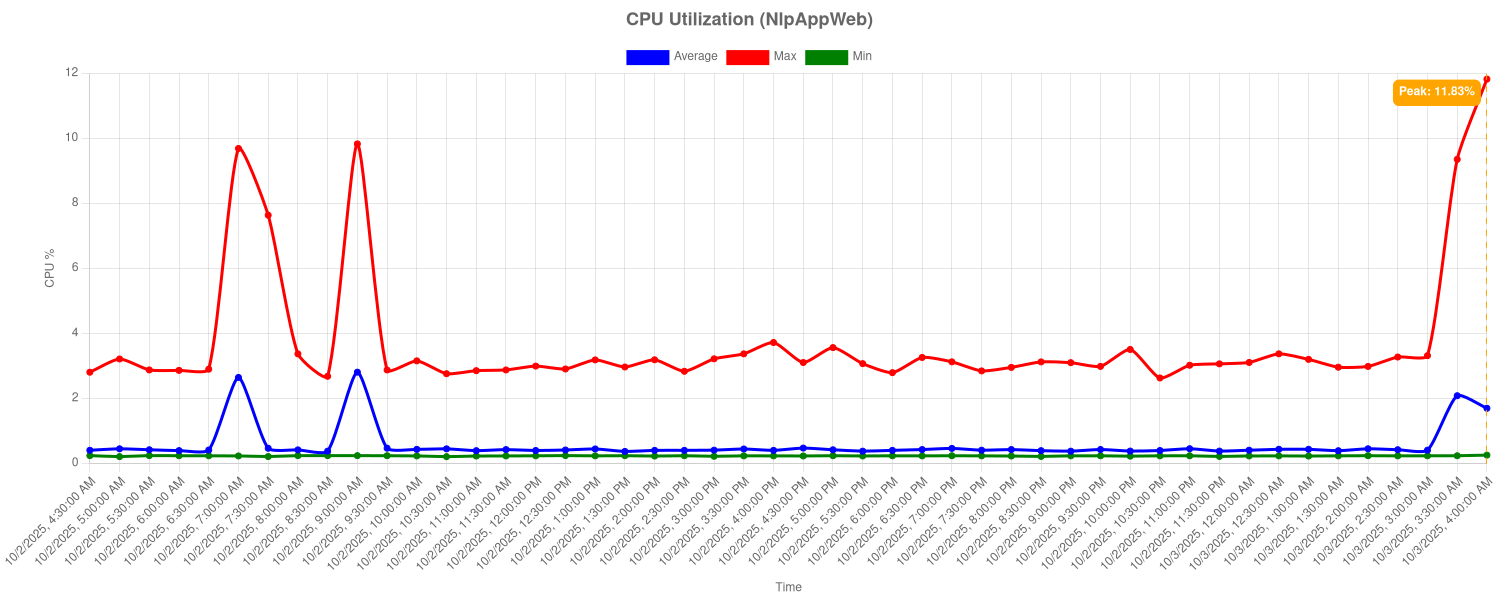 CPU Utilization (NlpAppWeb)
Average Max Min
12
Peak: 11.83%
10
8
6
CPU %
4
2
0
10/2/2025, 4:30:00 AM
10/2/2025, 5:00:00 AM
10/2/2025, 5:30:00 AM
10/2/2025, 6:00:00 AM
10/2/2025, 6:30:00 AM
10/2/2025, 7:00:00 AM
10/2/2025, 7:30:00 AM
10/2/2025, 8:00:00 AM
10/2/2025, 8:30:00 AM
10/2/2025, 9:00:00 AM
10/2/2025, 9:30:00 AM
10/2/2025, 10:00:00 AM
10/2/2025, 10:30:00 AM
10/2/2025, 11:00:00 AM
10/2/2025, 11:30:00 AM
10/2/2025, 12:00:00 PM
10/2/2025, 12:30:00 PM
10/2/2025, 1:00:00 PM
10/2/2025, 1:30:00 PM
10/2/2025, 2:00:00 PM
10/2/2025, 2:30:00 PM
10/2/2025, 3:00:00 PM
10/2/2025, 3:30:00 PM
10/2/2025, 4:00:00 PM
10/2/2025, 4:30:00 PM
10/2/2025, 5:00:00 PM
10/2/2025, 5:30:00 PM
10/2/2025, 6:00:00 PM
10/2/2025, 6:30:00 PM
10/2/2025, 7:00:00 PM
10/2/2025, 7:30:00 PM
10/2/2025, 8:00:00 PM
10/2/2025, 8:30:00 PM
10/2/2025, 9:00:00 PM
10/2/2025, 9:30:00 PM
10/2/2025, 10:00:00 PM
10/2/2025, 10:30:00 PM
10/2/2025, 11:00:00 PM
10/2/2025, 11:30:00 PM
10/3/2025, 12:00:00 AM
10/3/2025, 12:30:00 AM
10/3/2025, 1:00:00 AM
10/3/2025, 1:30:00 AM
10/3/2025, 2:00:00 AM
10/3/2025, 2:30:00 AM
10/3/2025, 3:00:00 AM
10/3/2025, 3:30:00 AM
10/3/2025, 4:00:00 AM
Time